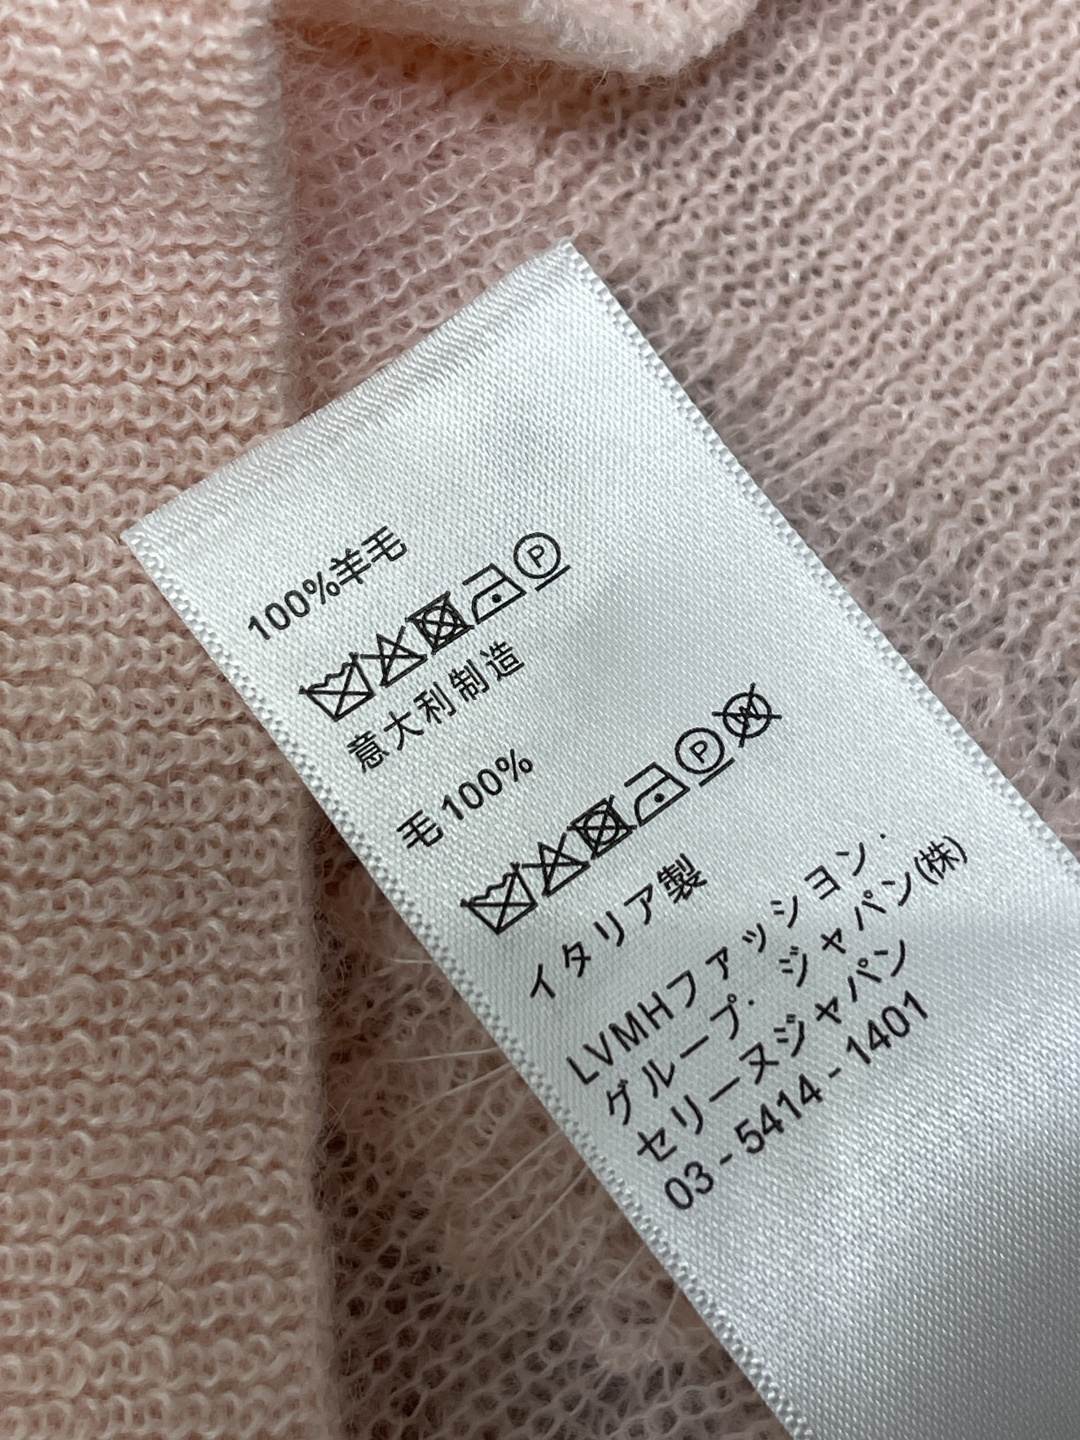 100%羊毛
P
意大利制造
毛100%
P W
イタリア製
LVMHファッション・
グループ・ジャパン(株)
セリーヌジャパン
03-5414-1401